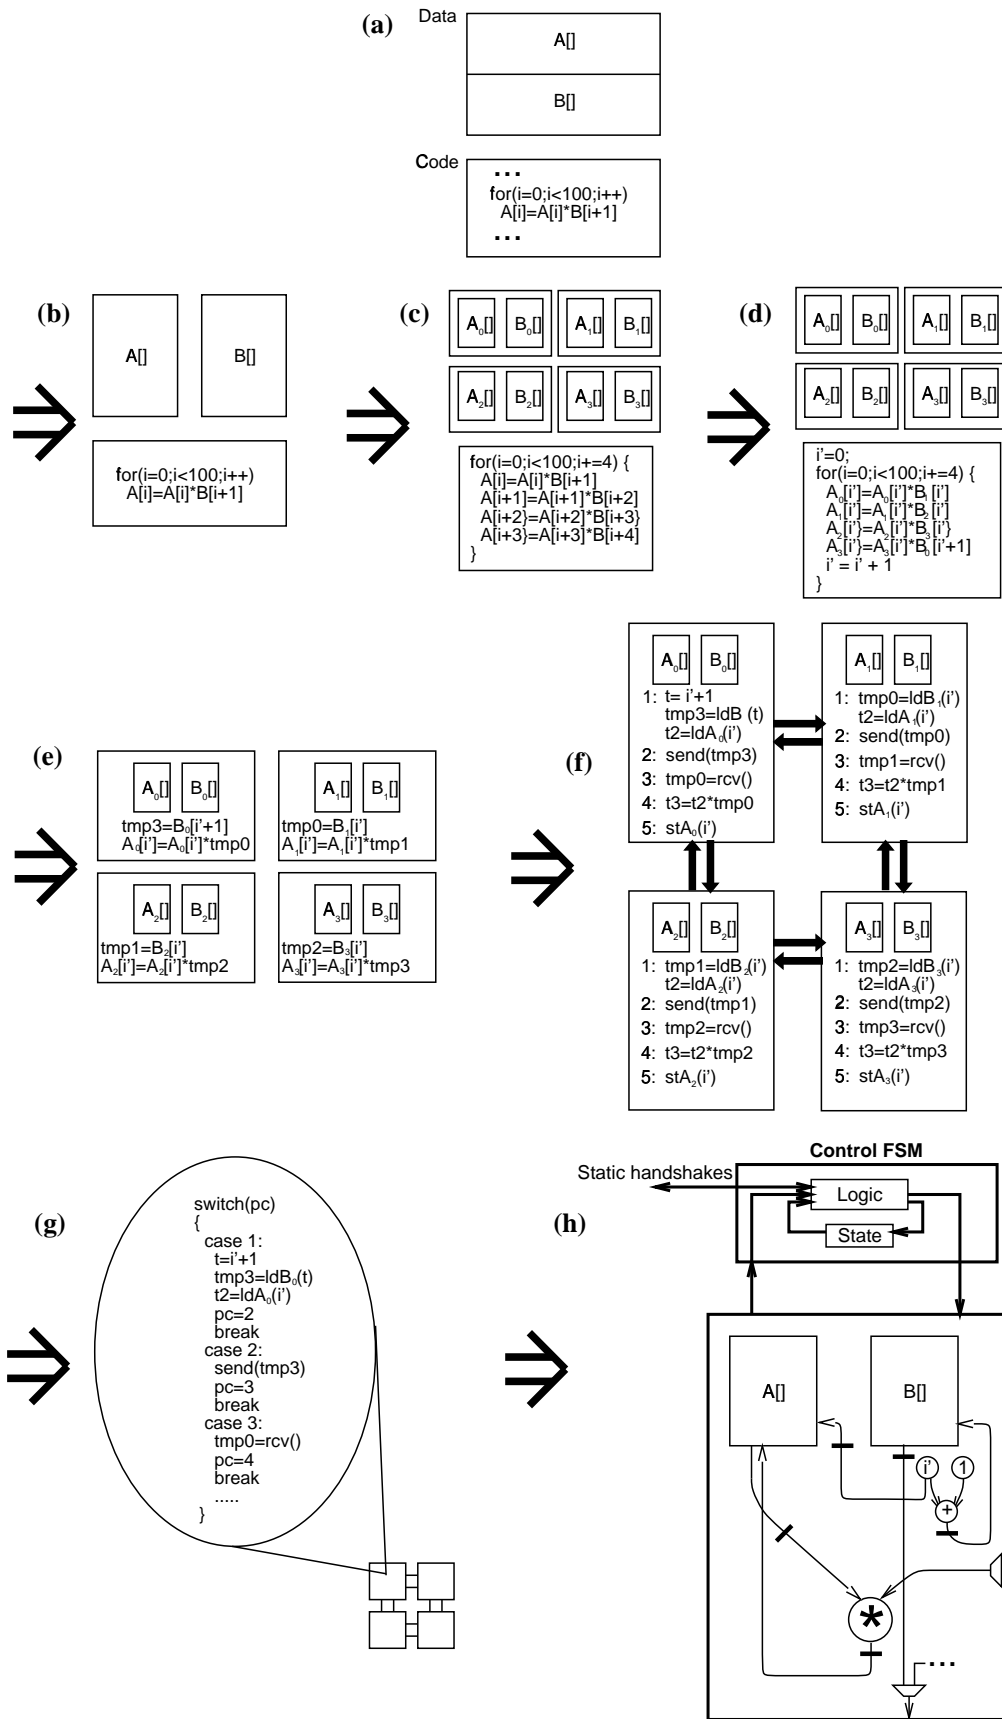 (a)
Data
A[]
B[]
Code
...
for(i=0;i<100;i++)
A[i]=A[i]*B[i+1]
...
(b)
A[]
B[]
for(i=0;i<100;i++)
A[i]=A[i]*B[i+1]
(c)
A₀[] B₀[] A₁[] B₁[]
A₂[] B₂[] A₃[] B₃[]
for(i=0;i<100;i+=4) {
A[i]=A[i]*B[i+1]
A[i+1]=A[i+1]*B[i+2]
A[i+2}=A[i+2]*B[i+3}
A[i+3}=A[i+3]*B[i+4]
}
(d)
A₀[] B₀[] A₁[] B₁[]
A₂[] B₂[] A₃[] B₃[]
i'=0;
for(i=0;i<100;i+=4) {
A₀[i']=A₀[i']*B₁[i']
A₁[i']=A₁[i']*B₂[i']
A₂[i'}=A₂[i']*B₃[i'}
A₃[i'}=A₃[i']*B₀[i'+1]
i' = i' + 1
}
(e)
A₀[] B₀[]
tmp3=B₀[i'+1]
A₀[i']=A₀[i']*tmp0
A₁[] B₁[]
tmp0=B₁[i']
A₁[i']=A₁[i']*tmp1
A₂[] B₂[]
tmp1=B₂[i']
A₂[i']=A₂[i']*tmp2
A₃[] B₃[]
tmp2=B₃[i']
A₃[i']=A₃[i']*tmp3
(f)
A₀[] B₀[]
1: t= i'+1
tmp3=ldB (t)
t2=ldA₀(i')
2: send(tmp3)
3: tmp0=rcv()
4: t3=t2*tmp0
5: stA₀(i')
A₁[] B₁[]
1: tmp0=ldB₁(i')
t2=ldA₁(i')
2: send(tmp0)
3: tmp1=rcv()
4: t3=t2*tmp1
5: stA₁(i')
A₂[] B₂[]
1: tmp1=ldB₂(i')
t2=ldA₂(i')
2: send(tmp1)
3: tmp2=rcv()
4: t3=t2*tmp2
5: stA₂(i')
A₃[] B₃[]
1: tmp2=ldB₃(i')
t2=ldA₃(i')
2: send(tmp2)
3: tmp3=rcv()
4: t3=t2*tmp3
5: stA₃(i')
(g)
switch(pc)
{
case 1:
t=i'+1
tmp3=ldB₀(t)
t2=ldA₀(i')
pc=2
break
case 2:
send(tmp3)
pc=3
break
case 3:
tmp0=rcv()
pc=4
break
.....
}
(h)
Control FSM
Static handshakes
Logic
State
A[]
B[]
i' 1
+
*
...